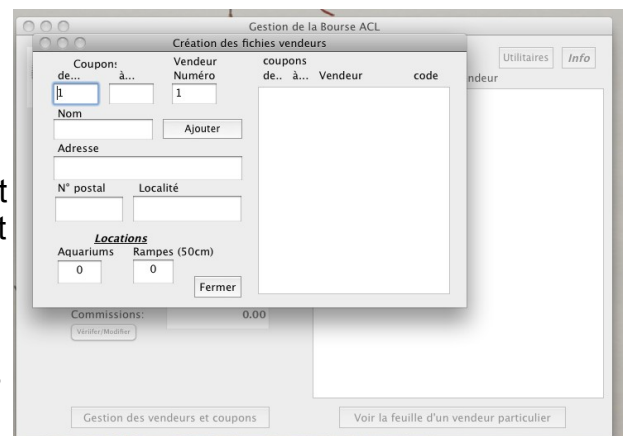 Gestion de la Bourse ACL
Création des fichies vendeurs
Utilitaires Info
Coupons Vendeur coupons
de... à... Numéro de.. à... Vendeur code
ndeur
1 1
Nom
Ajouter
Adresse
t
N° postal Localité
t
Locations
Aquariums Rampes (50cm)
0 0
Fermer
Commissions: 0.00
Vérifer/Modifier
Gestion des vendeurs et coupons Voir la feuille d'un vendeur particulier